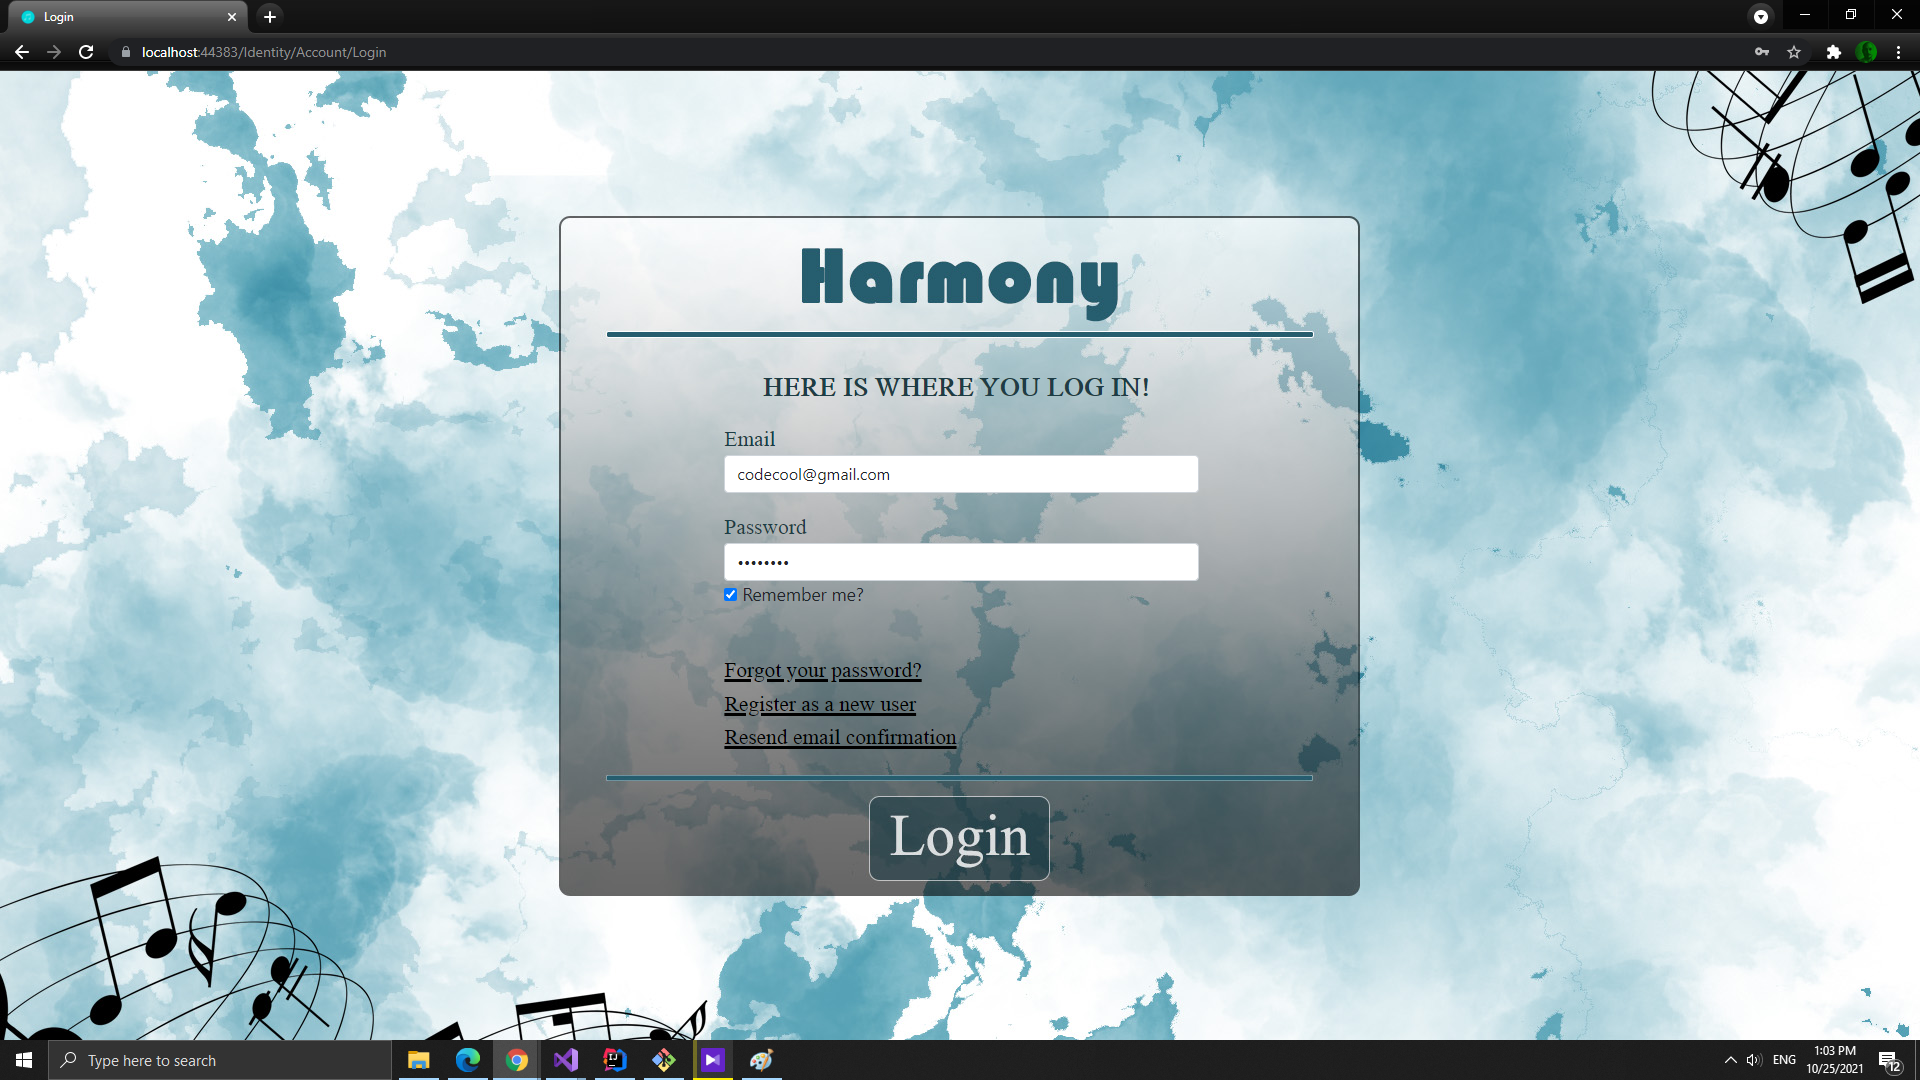 Login
localhost:44383/Identity/Account/Login
Harmony
HERE IS WHERE YOU LOG IN!
Email
codecool@gmail.com
Password
••••••••
Remember me?
Forgot your password?
Register as a new user
Resend email confirmation
Login
Type here to search
ENG
1:03 PM
10/25/2021
12